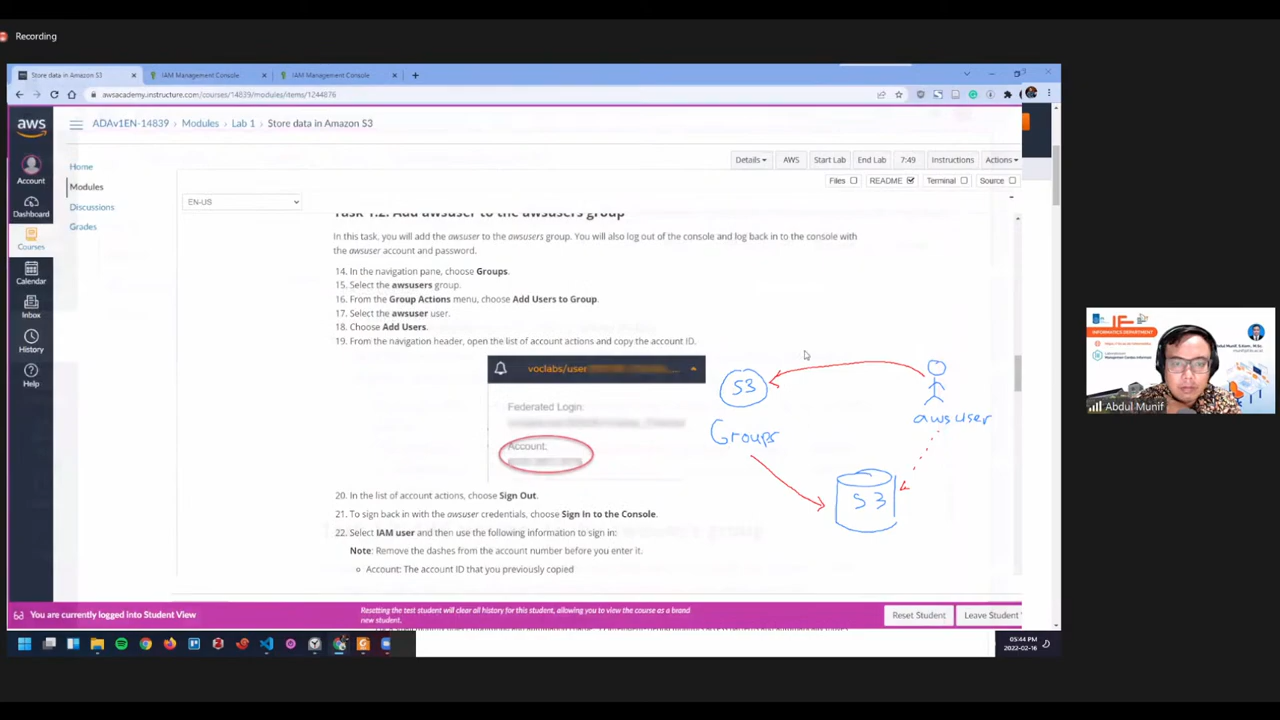 Recording
Store data in Amazon S3
IAM Management Console
IAM Management Console
awsacademy.instructure.com/courses/14839/modules/items/1244876
aws
ADAv1EN-14839 > Modules > Lab 1 > Store data in Amazon S3
Account
Dashboard
Courses
Calendar
Inbox
History
Help
Home
Modules
Discussions
Grades
Details
AWS
Start Lab
End Lab
7:49
Instructions
Actions
Files
README
Terminal
Source
EN-US
Task 1.2: Add awsuser to the awsusers group
In this task, you will add the awsuser to the awsusers group. You will also log out of the console and log back in to the console with
the awsuser account and password.
14. In the navigation pane, choose Groups.
15. Select the awsusers group.
16. From the Group Actions menu, choose Add Users to Group.
17. Select the awsuser user.
18. Choose Add Users.
19. From the navigation header, open the list of account actions and copy the account ID.
voclabs/user
Federated Login:
Account:
S3
Groups
awsuser
S3
20. In the list of account actions, choose Sign Out.
21. To sign back in with the awsuser credentials, choose Sign In to the Console.
22. Select IAM user and then use the following information to sign in:
Note: Remove the dashes from the account number before you enter it.
Account: The account ID that you previously copied
You are currently logged into Student View
Resetting the test student will clear all history for this student, allowing you to view the course as a brand
new student.
Reset Student
Leave Student
05:44
2022-02-16
INFORMATICS DEPARTMENT
Abdul Munif